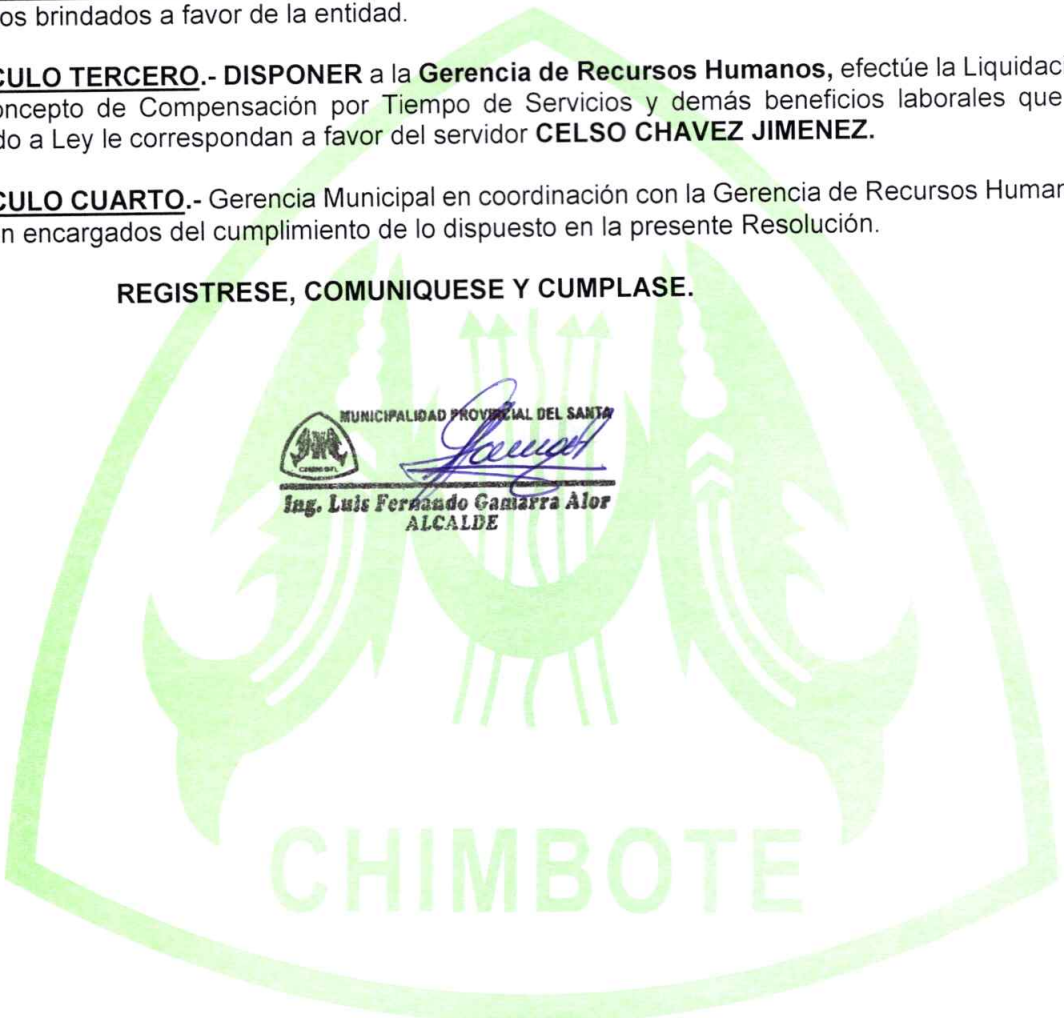 os brindados a favor de la entidad.
CULO TERCERO.- DISPONER a la Gerencia de Recursos Humanos, efectúe la Liquidac
oncepto de Compensación por Tiempo de Servicios y demás beneficios laborales que
do a Ley le correspondan a favor del servidor CELSO CHAVEZ JIMENEZ.
CULO CUARTO.- Gerencia Municipal en coordinación con la Gerencia de Recursos Human
n encargados del cumplimiento de lo dispuesto en la presente Resolución.
REGISTRESE, COMUNIQUESE Y CUMPLASE.
MUNICIPALIDAD PROVINCIAL DEL SANTA
CHIMBOTE
Ing. Luis Fernando Gamarra Alor
ALCALDE
CHIMBOTE